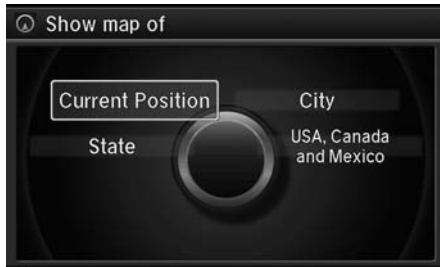 Show map of
Current Position
City
State
USA, Canada
and Mexico